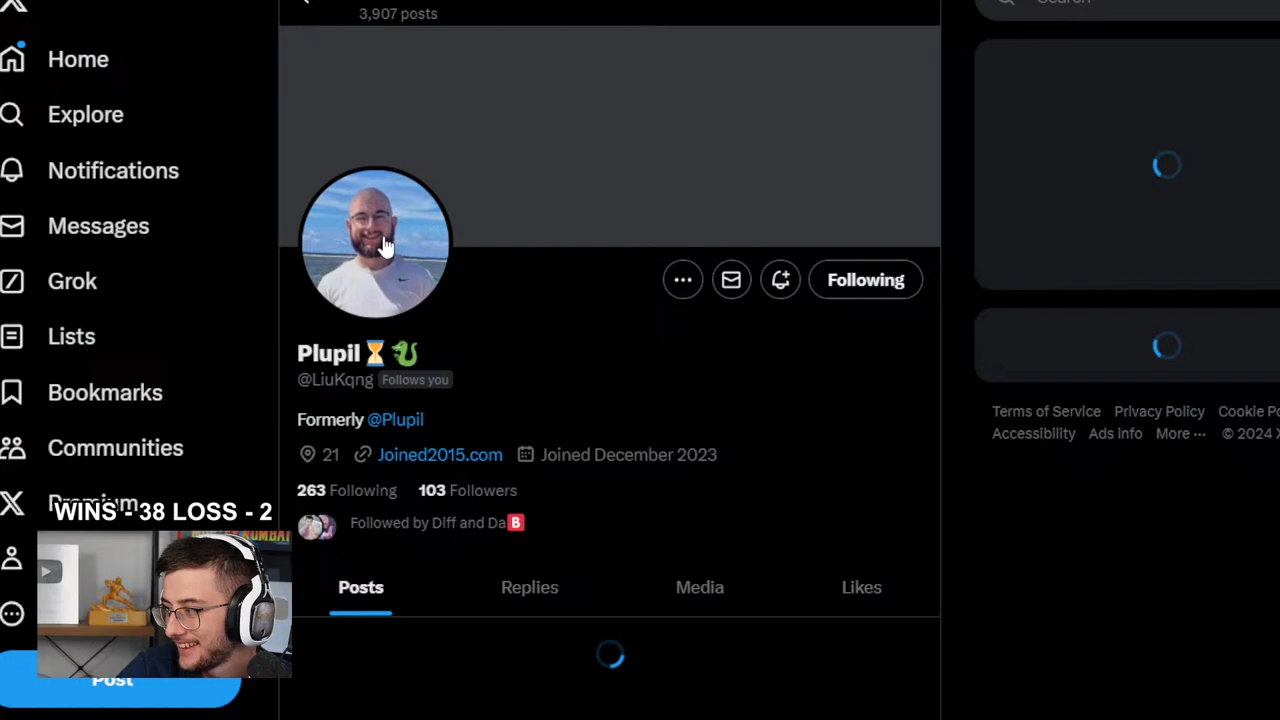 3,907 posts
Home
Explore
Notifications
Messages
Grok
Lists
Bookmarks
Communities
Premium
Post
WINS - 38 LOSS - 2
Following
Plupil
@LiuKqng Follows you
Formerly @Plupil
21 Joined2015.com Joined December 2023
263 Following 103 Followers
Followed by Diff and Da B
Posts Replies Media Likes
Search
Terms of Service Privacy Policy Cookie
Accessibility Ads info More ··· © 2024